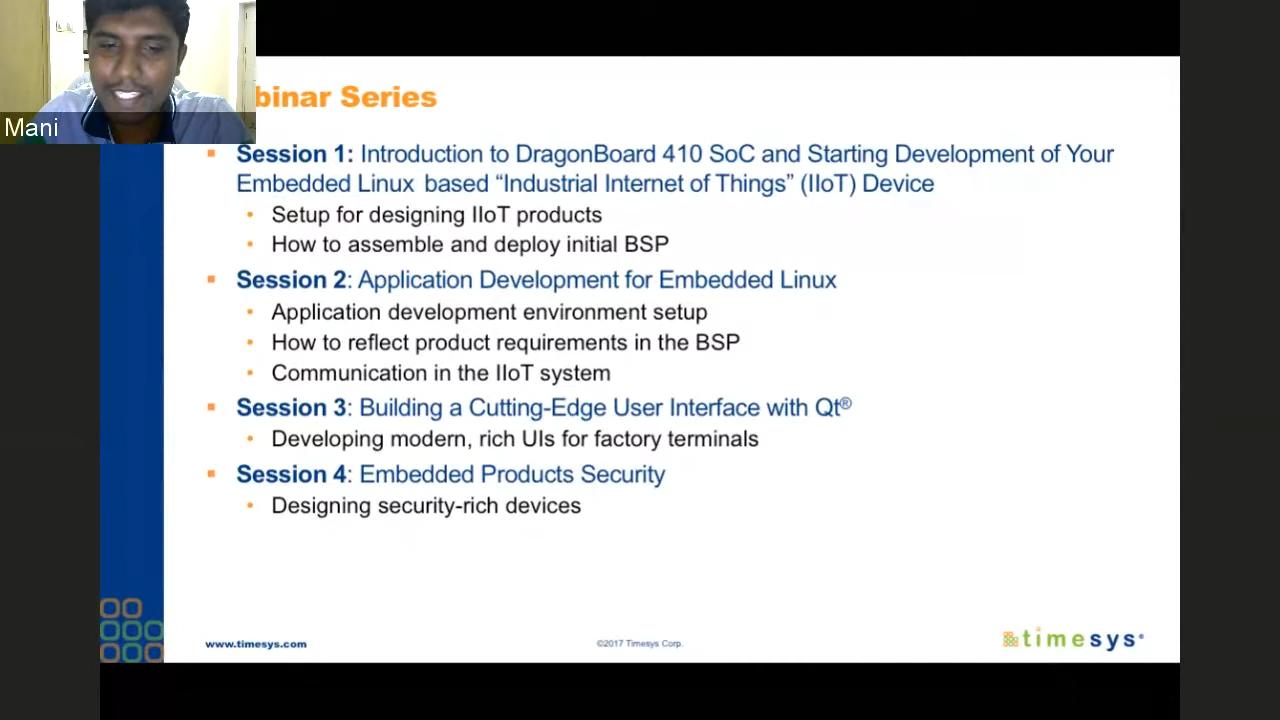 binar Series
Mani
Session 1: Introduction to DragonBoard 410 SoC and Starting Development of Your
Embedded Linux based “Industrial Internet of Things” (IIoT) Device
Setup for designing IIoT products
How to assemble and deploy initial BSP
Session 2: Application Development for Embedded Linux
Application development environment setup
How to reflect product requirements in the BSP
Communication in the IIoT system
Session 3: Building a Cutting-Edge User Interface with Qt®
Developing modern, rich UIs for factory terminals
Session 4: Embedded Products Security
Designing security-rich devices
www.timesys.com
©2017 Timesys Corp.
timesys®